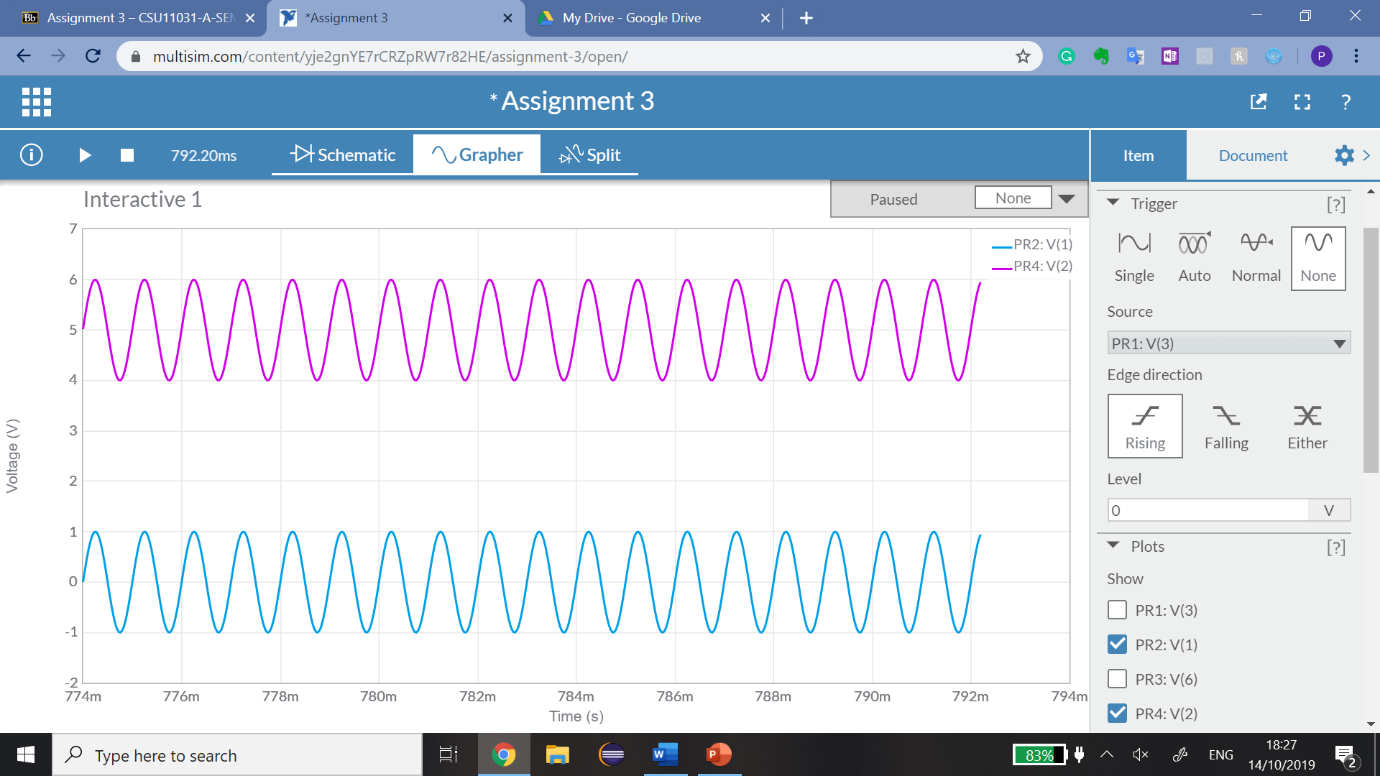 Assignment 3 – CSU11031-A-SEM
*Assignment 3
My Drive - Google Drive
multisim.com/content/yje2gnYE7rCRZpRW7r82HE/assignment-3/open/
P
* Assignment 3
?
792.20ms
Schematic
Grapher
Split
Item
Document
Interactive 1
Paused
None
PR2: V(1)
PR4: V(2)
7
6
5
4
3
2
1
0
-1
-2
Voltage (V)
774m 776m 778m 780m 782m 784m 786m 788m 790m 792m 794m
Time (s)
Trigger [?]
Single Auto Normal None
Source
PR1: V(3)
Edge direction
Rising Falling Either
Level
0 V
Plots [?]
Show
PR1: V(3)
PR2: V(1)
PR3: V(6)
PR4: V(2)
Type here to search
83%
ENG
18:27
14/10/2019
2